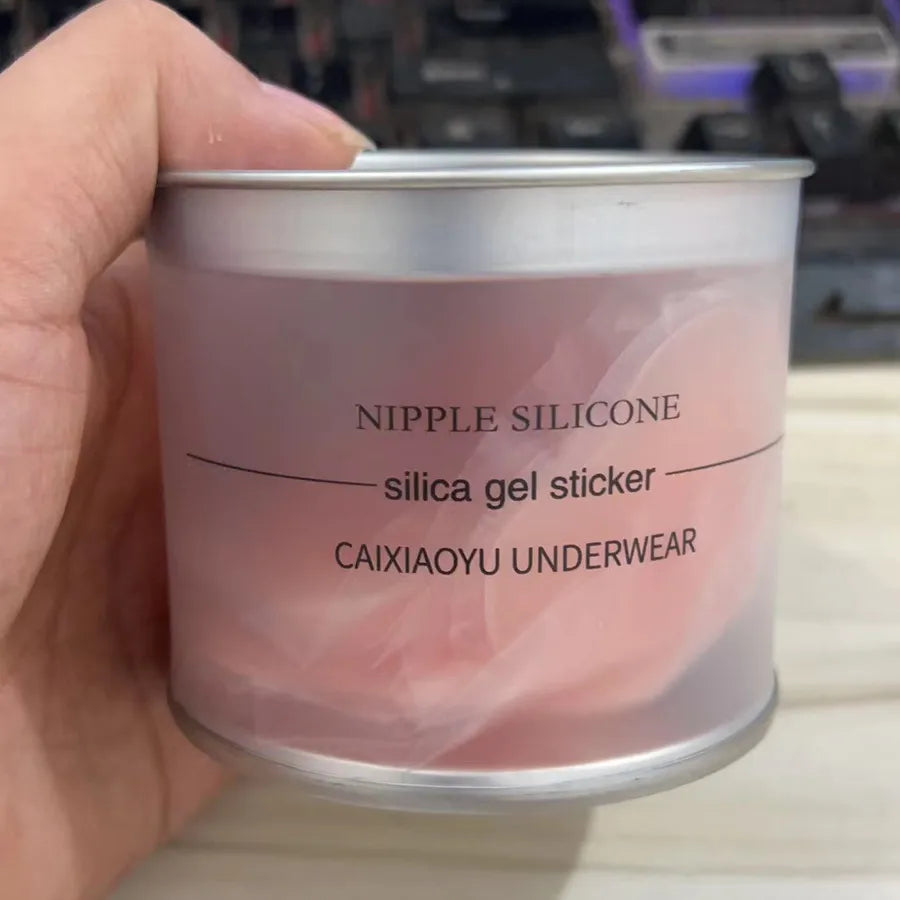 NIPPLE SILICONE
silica gel sticker
CAIXIAOYU UNDERWEAR